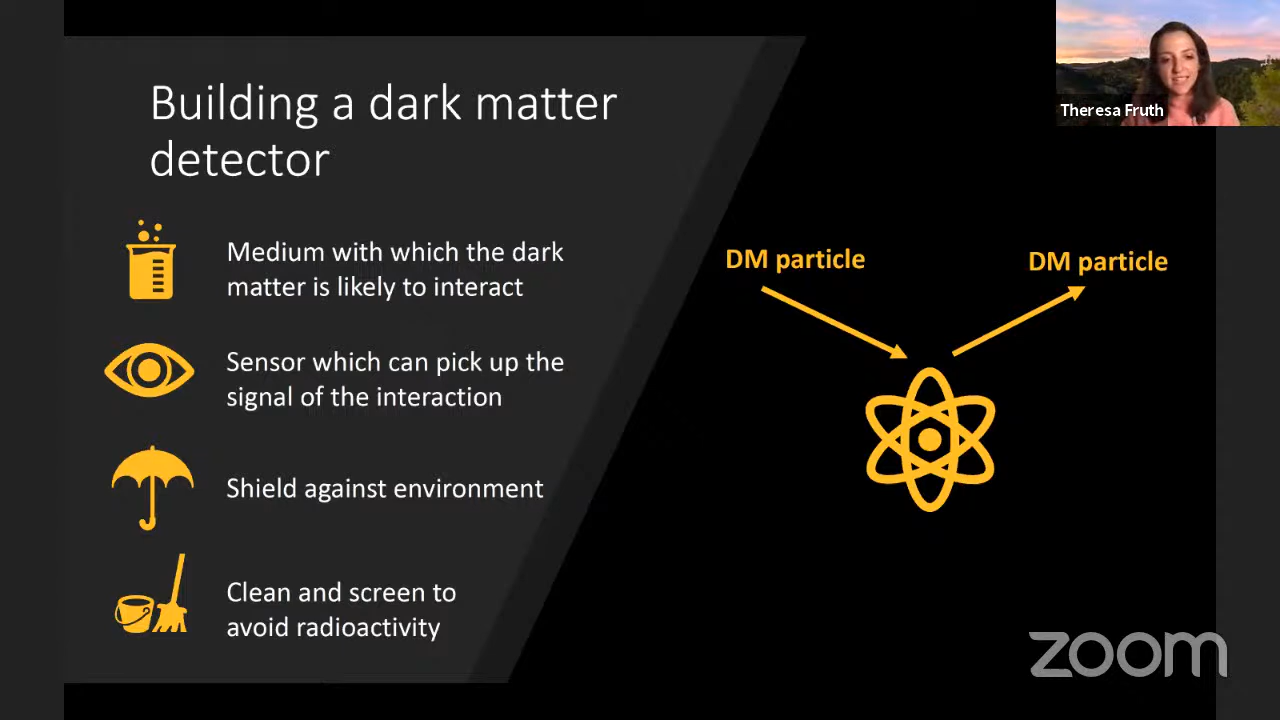 Building a dark matter
detector
Medium with which the dark
matter is likely to interact
Sensor which can pick up the
signal of the interaction
Shield against environment
Clean and screen to
avoid radioactivity
DM particle
DM particle
Theresa Fruth
zoom